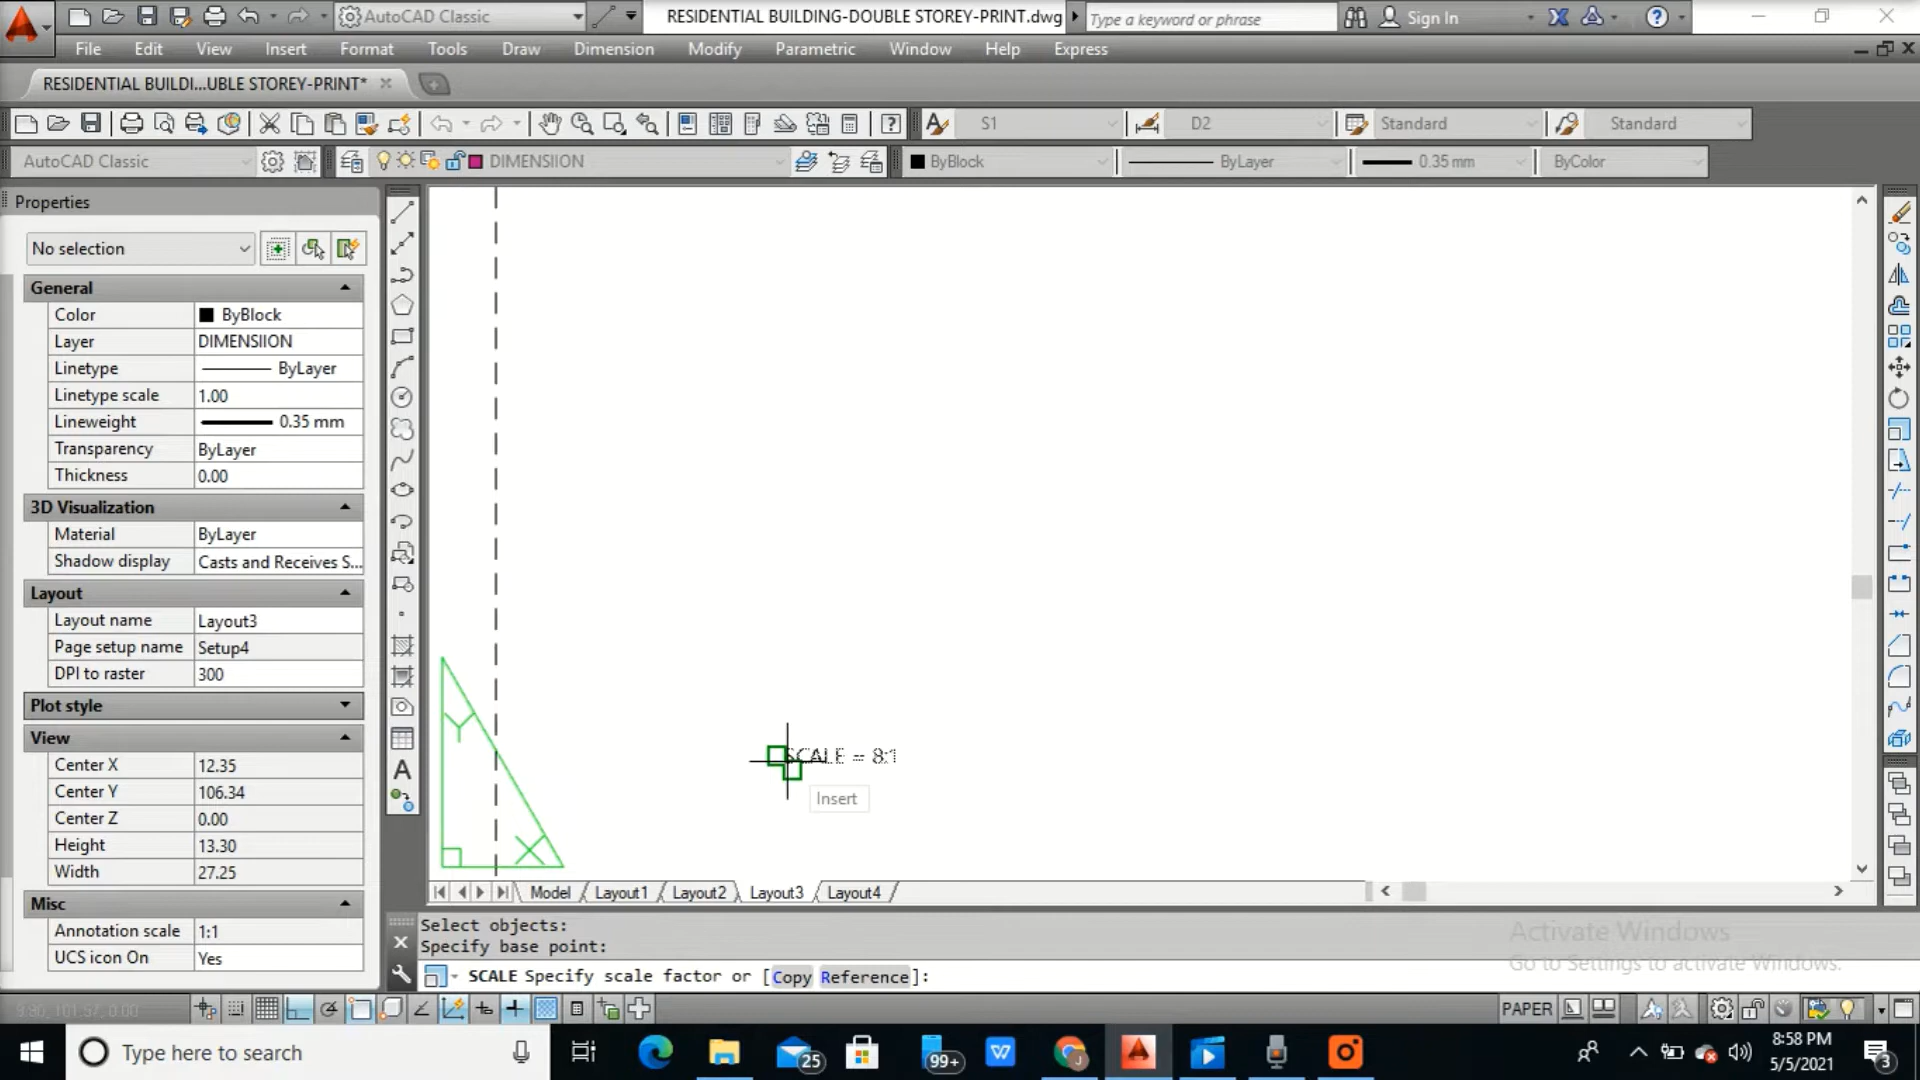 AutoCAD Classic
RESIDENTIAL BUILDING-DOUBLE STOREY-PRINT.dwg
Type a keyword or phrase
Sign In
File Edit View Insert Format Tools Draw Dimension Modify Parametric Window Help Express
RESIDENTIAL BUILDI...UBLE STOREY-PRINT*
S1 D2 Standard Standard
AutoCAD Classic DIMENSIION ByBlock ByLayer 0.35 mm ByColor
Properties
No selection
General
Color ByBlock
Layer DIMENSIION
Linetype ByLayer
Linetype scale 1.00
Lineweight 0.35 mm
Transparency ByLayer
Thickness 0.00
3D Visualization
Material ByLayer
Shadow display Casts and Receives S...
Layout
Layout name Layout3
Page setup name Setup4
DPI to raster 300
Plot style
View
Center X 12.35
Center Y 106.34
Center Z 0.00
Height 13.30
Width 27.25
Misc
Annotation scale 1:1
UCS icon On Yes
Y
X
SCALE = 8:1
Insert
Model Layout1 Layout2 Layout3 Layout4
Select objects:
Specify base point:
SCALE Specify scale factor or [Copy Reference]:
Activate Windows
Go to Settings to activate Windows.
PAPER
Type here to search
25
99+
8:58 PM
5/5/2021
3